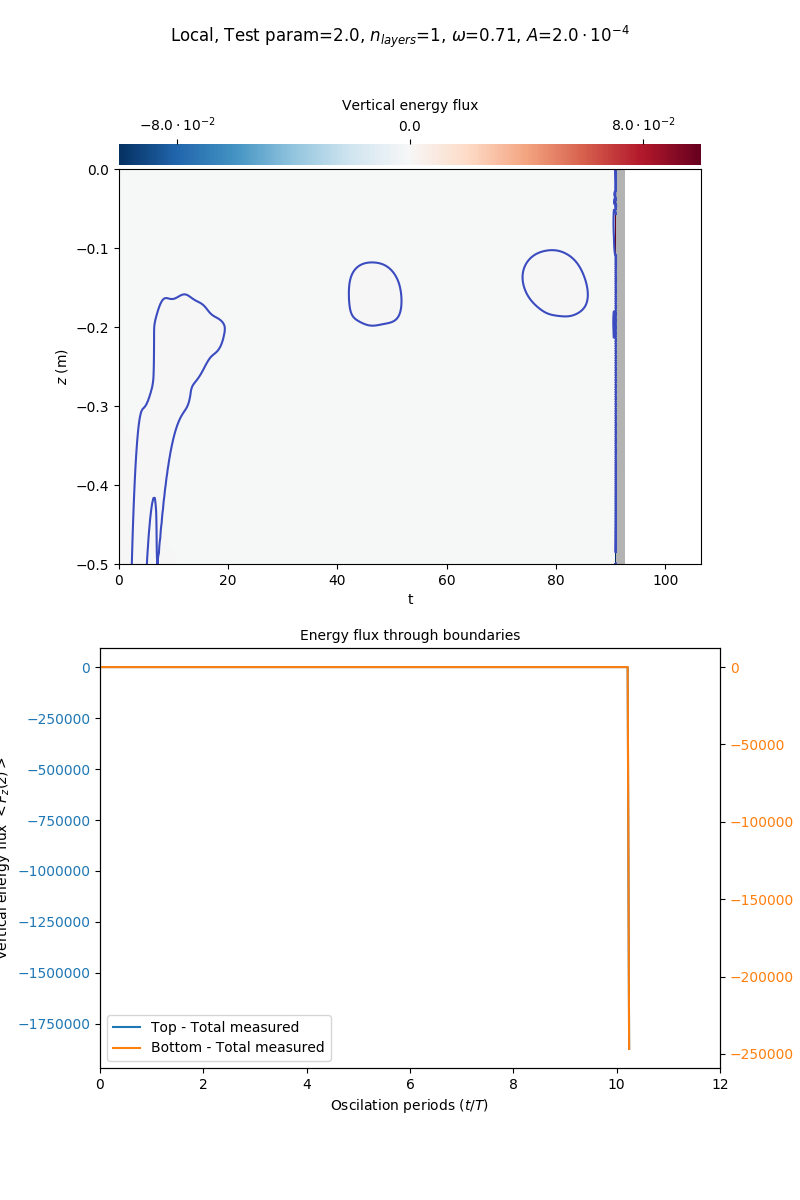 Local, Test param=2.0, $n_{layers}$=1, ω=0.71, A=2.0·10⁻⁴
Vertical energy flux
−8.0·10⁻² 0.0 8.0·10⁻²
0.0
−0.1
−0.2
−0.3
−0.4
−0.5
z (m)
0 20 40 60 80 100
t
Energy flux through boundaries
0
−250000
−500000
−750000
−1000000
−1250000
−1500000
−1750000
Vertical energy flux < F_z(z) >
0
−50000
−100000
−150000
−200000
−250000
Top - Total measured
Bottom - Total measured
0 2 4 6 8 10 12
Oscilation periods (t/T)